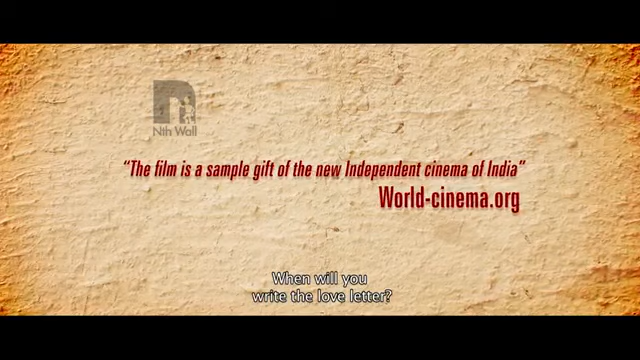 Nth Wall
“The film is a sample gift of the new Independent cinema of India”
World-cinema.org
When will you
write the love letter?